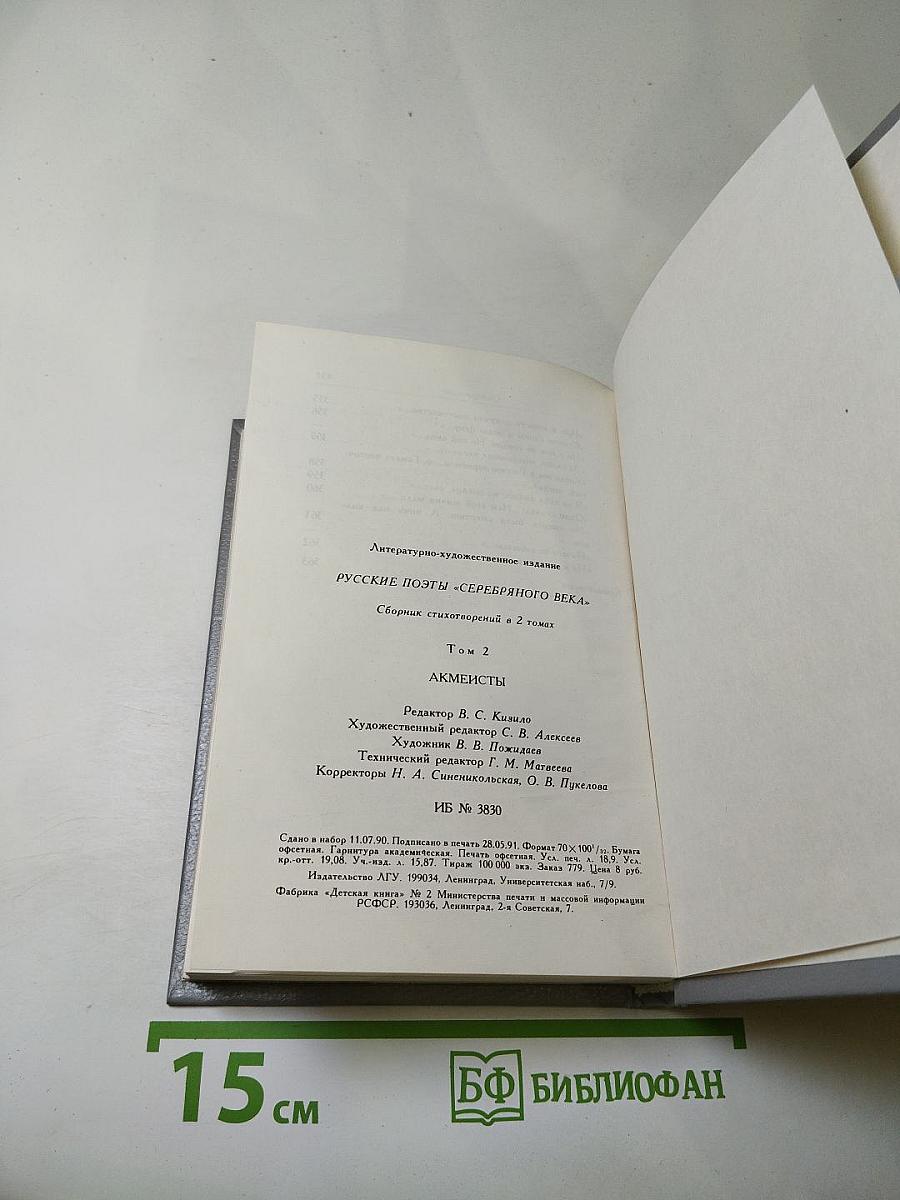 Литературно-художественное издание
РУССКИЕ ПОЭТЫ «СЕРЕБРЯНОГО ВЕКА»
Сборник стихотворений в 2 томах
Том 2
АКМЕИСТЫ
Редактор В. С. Кизило
Художественный редактор С. В. Алексеев
Художник В. В. Пожидаев
Технический редактор Г. М. Матвеева
Корректоры Н. А. Синеникольская, О. В. Пукелова
ИБ № 3830
Сдано в набор 11.07.90. Подписано в печать 28.05.91. Формат 70×100¹/₃₂. Бумага
офсетная. Гарнитура академическая. Печать офсетная. Усл. печ. л. 18,9. Усл.
кр.-отт. 19,08. Уч.-изд. л. 15,87. Тираж 100 000 экз. Заказ 779. Цена 8 руб.
Издательство ЛГУ. 199034, Ленинград, Университетская наб., 7/9.
Фабрика «Детская книга» № 2 Министерства печати и массовой информации
РСФСР. 193036, Ленинград, 2-я Советская, 7.
15 см
БФ БИБЛИОФАН